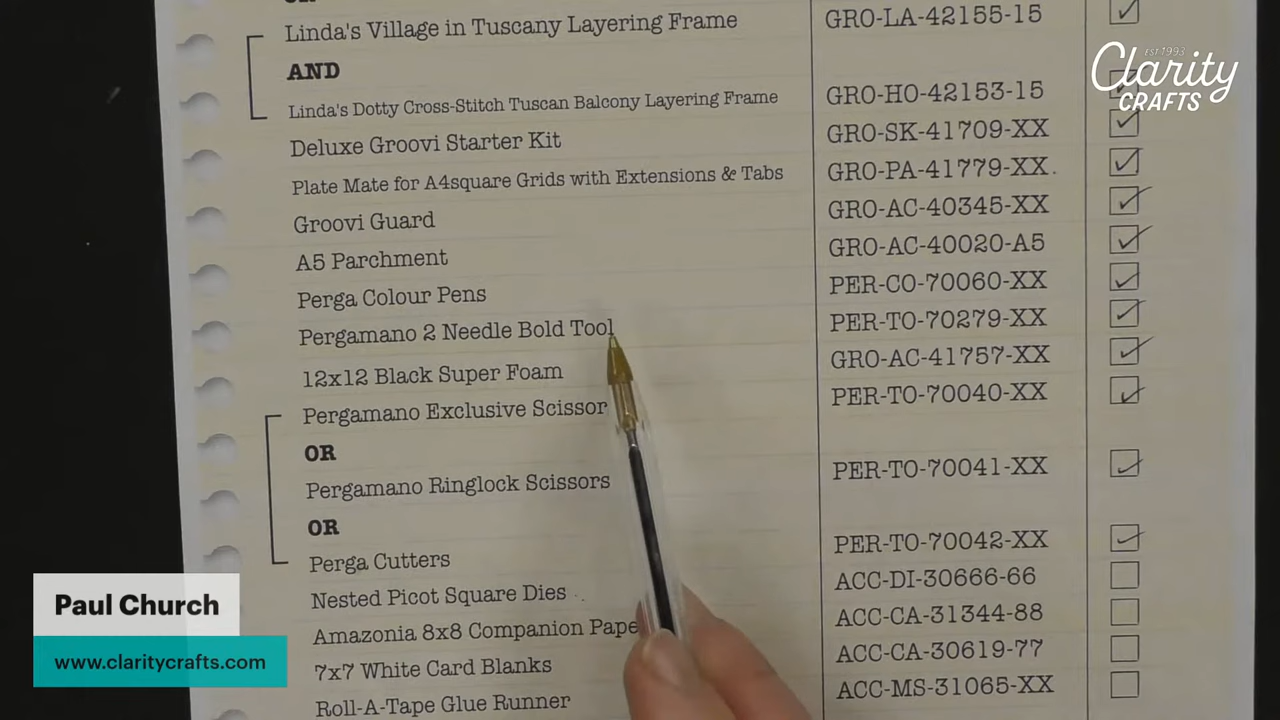 Linda's Village in Tuscany Layering Frame GRO-LA-42155-15
AND
Linda's Dotty Cross-Stitch Tuscan Balcony Layering Frame GRO-HO-42153-15
Deluxe Groovi Starter Kit GRO-SK-41709-XX
Plate Mate for A4square Grids with Extensions & Tabs GRO-PA-41779-XX
Groovi Guard GRO-AC-40345-XX
A5 Parchment GRO-AC-40020-A5
Perga Colour Pens PER-CO-70060-XX
Pergamano 2 Needle Bold Tool PER-TO-70279-XX
12x12 Black Super Foam GRO-AC-41757-XX
Pergamano Exclusive Scissor PER-TO-70040-XX
OR
Pergamano Ringlock Scissors PER-TO-70041-XX
OR
Perga Cutters PER-TO-70042-XX
Nested Picot Square Dies ACC-DI-30666-66
Amazonia 8x8 Companion Pape ACC-CA-31344-88
7x7 White Card Blanks ACC-CA-30619-77
Roll-A-Tape Glue Runner ACC-MS-31065-XX
EST 1993
Clarity
CRAFTS
Paul Church
www.claritycrafts.com